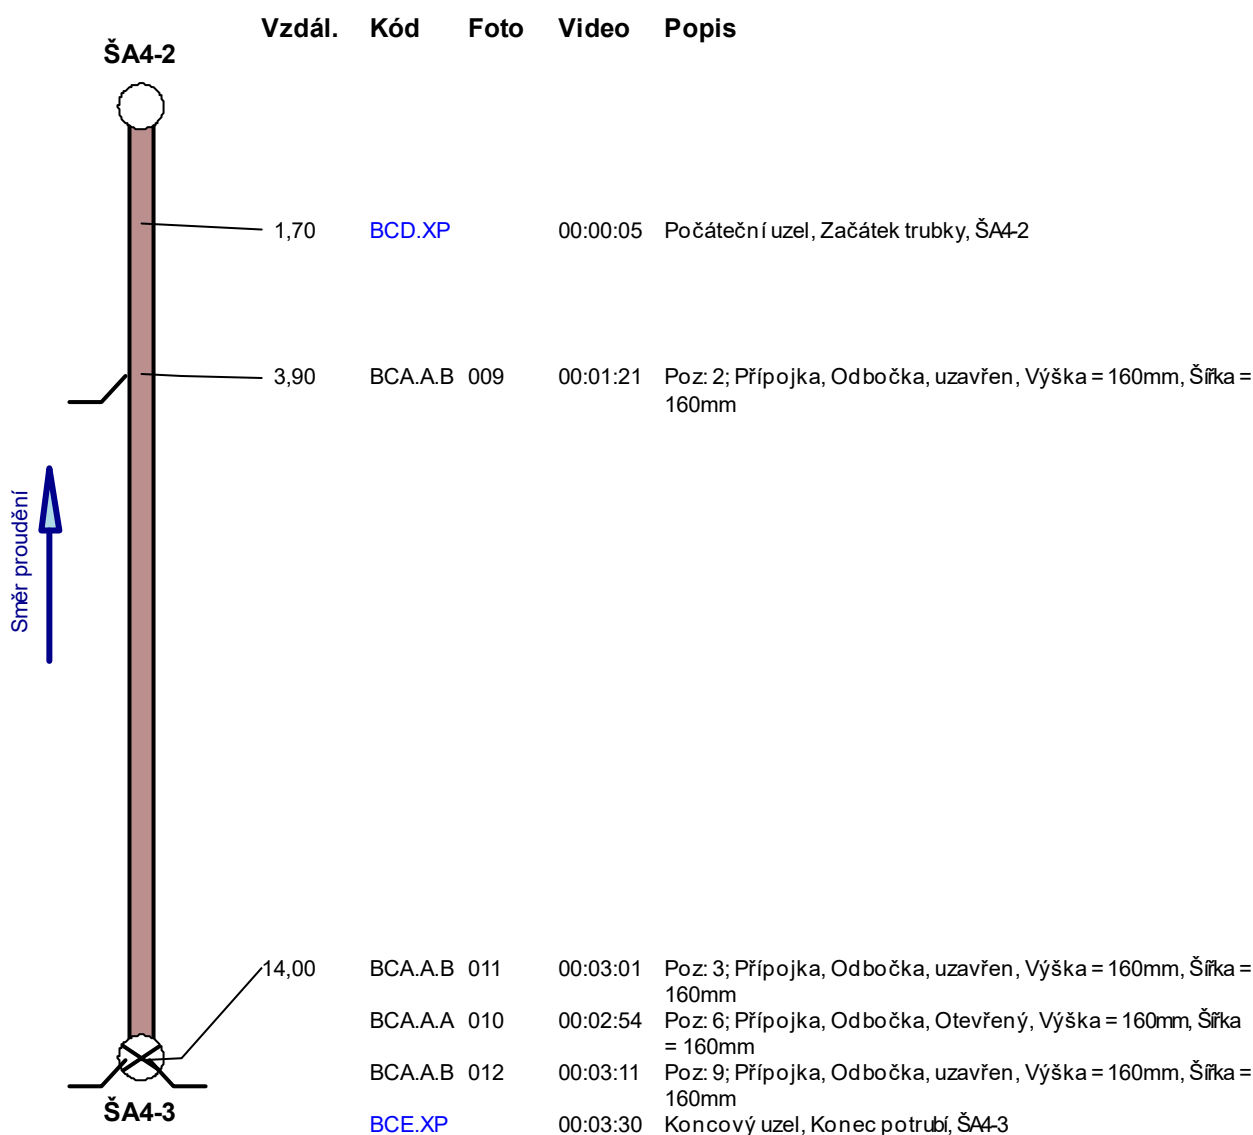 Vzdál. Kód Foto Video Popis
ŠA4-2
1,70 BCD.XP 00:00:05 Počáteční uzel, Začátek trubky, ŠA4-2
3,90 BCA.A.B 009 00:01:21 Poz: 2; Přípojka, Odbočka, uzavřen, Výška = 160mm, Šířka =
160mm
Směr proudění
14,00 BCA.A.B 011 00:03:01 Poz: 3; Přípojka, Odbočka, uzavřen, Výška = 160mm, Šířka =
160mm
BCA.A.A 010 00:02:54 Poz: 6; Přípojka, Odbočka, Otevřený, Výška = 160mm, Šířka
= 160mm
BCA.A.B 012 00:03:11 Poz: 9; Přípojka, Odbočka, uzavřen, Výška = 160mm, Šířka =
160mm
ŠA4-3
BCE.XP 00:03:30 Koncový uzel, Konec potrubí, ŠA4-3